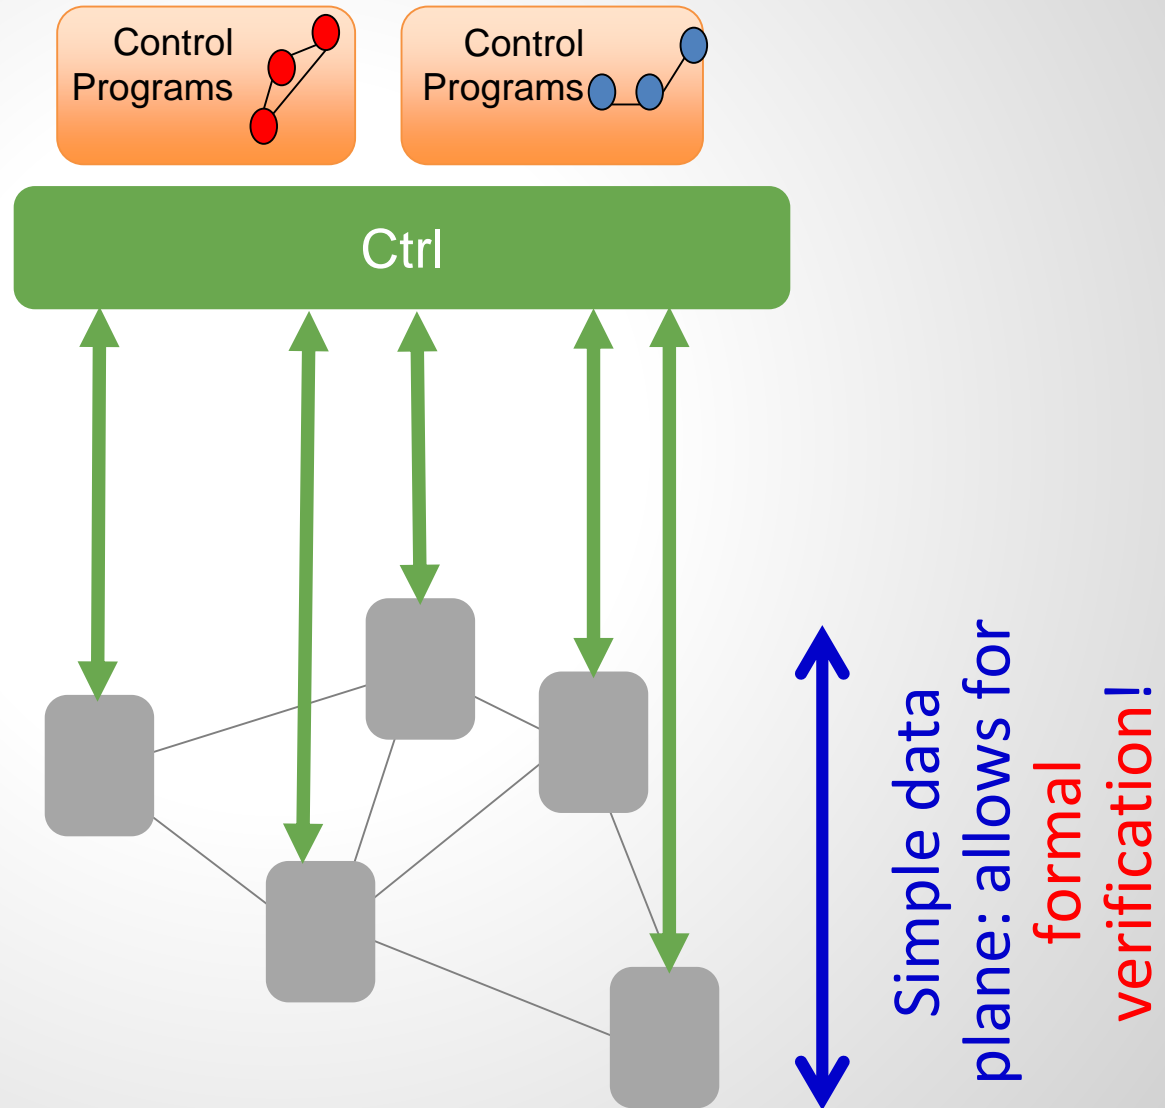 Control
Programs
Control
Programs
Ctrl
Simple data
plane: allows for
formal
verification!